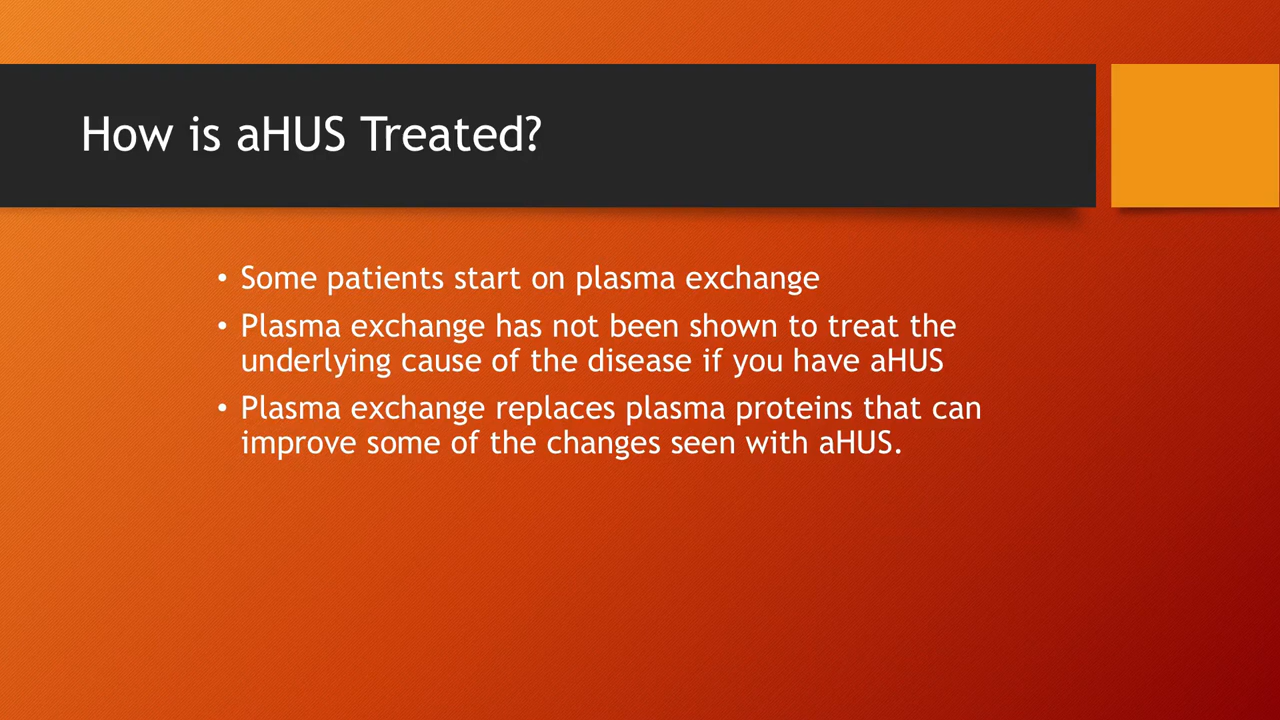 How is aHUS Treated?
• Some patients start on plasma exchange
• Plasma exchange has not been shown to treat the
underlying cause of the disease if you have aHUS
• Plasma exchange replaces plasma proteins that can
improve some of the changes seen with aHUS.